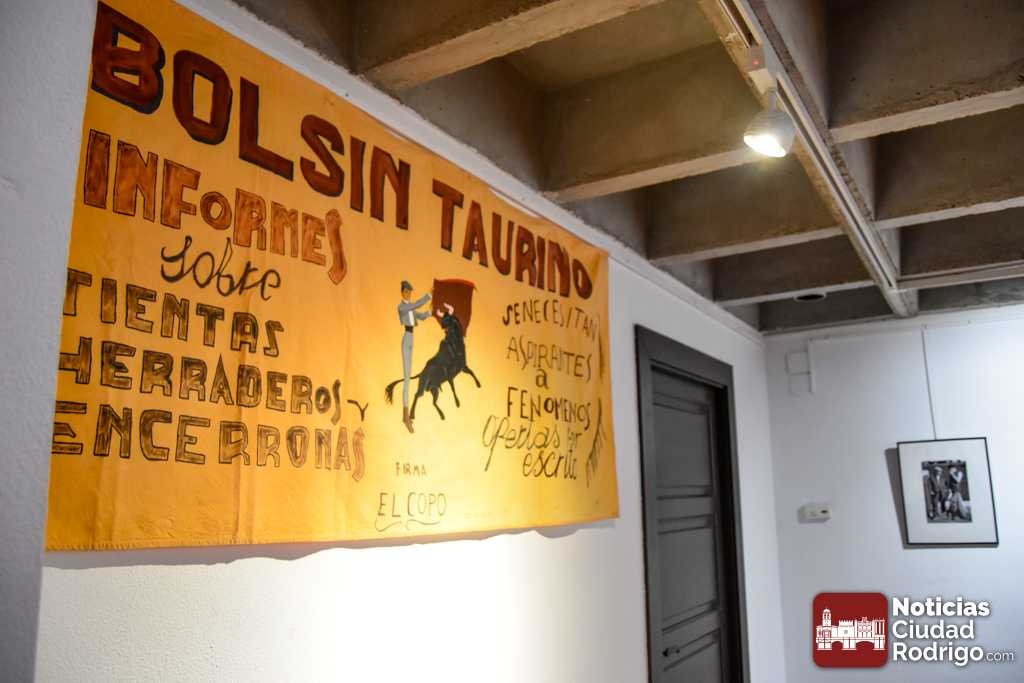 BOLSIN TAURINO
INFORMES
sobre
TIENTAS
HERRADEROS Y
ENCERRONAS
SE NECESITAN
ASPIRANTES
a
FENOMENOS
Ofertas por
escrito
FIRMA
EL COPO
Noticias
Ciudad
Rodrigo.com